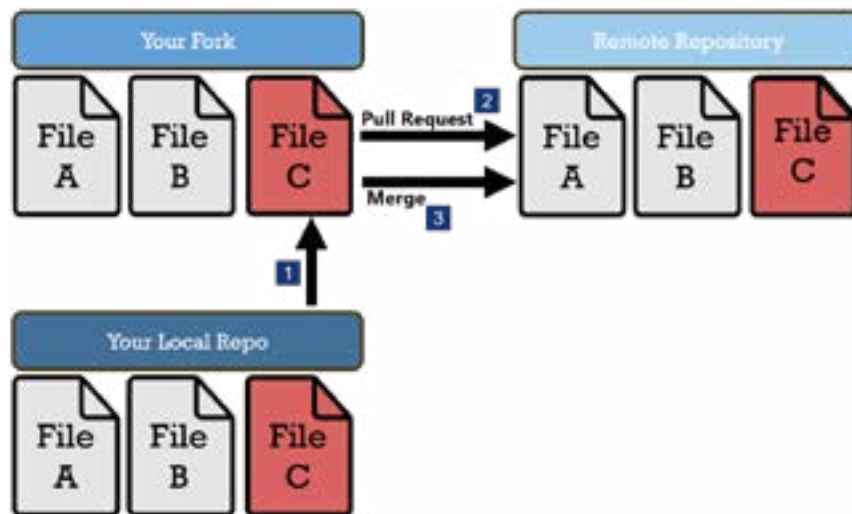 Your Fork
Remote Repository
File
A
File
B
File
C
Pull Request
2
Merge
3
File
A
File
B
File
C
1
Your Local Repo
File
A
File
B
File
C